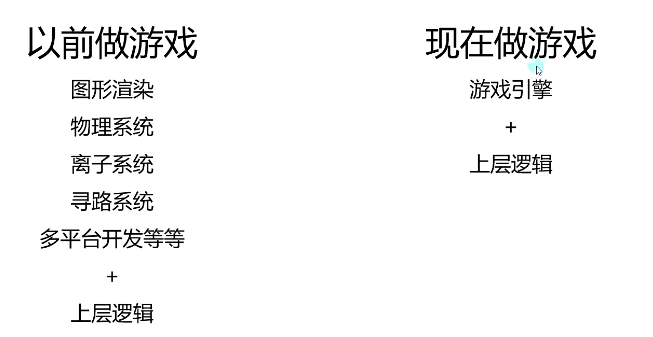 以前做游戏
图形渲染
物理系统
离子系统
寻路系统
多平台开发等等
+
上层逻辑
现在做游戏
游戏引擎
+
上层逻辑